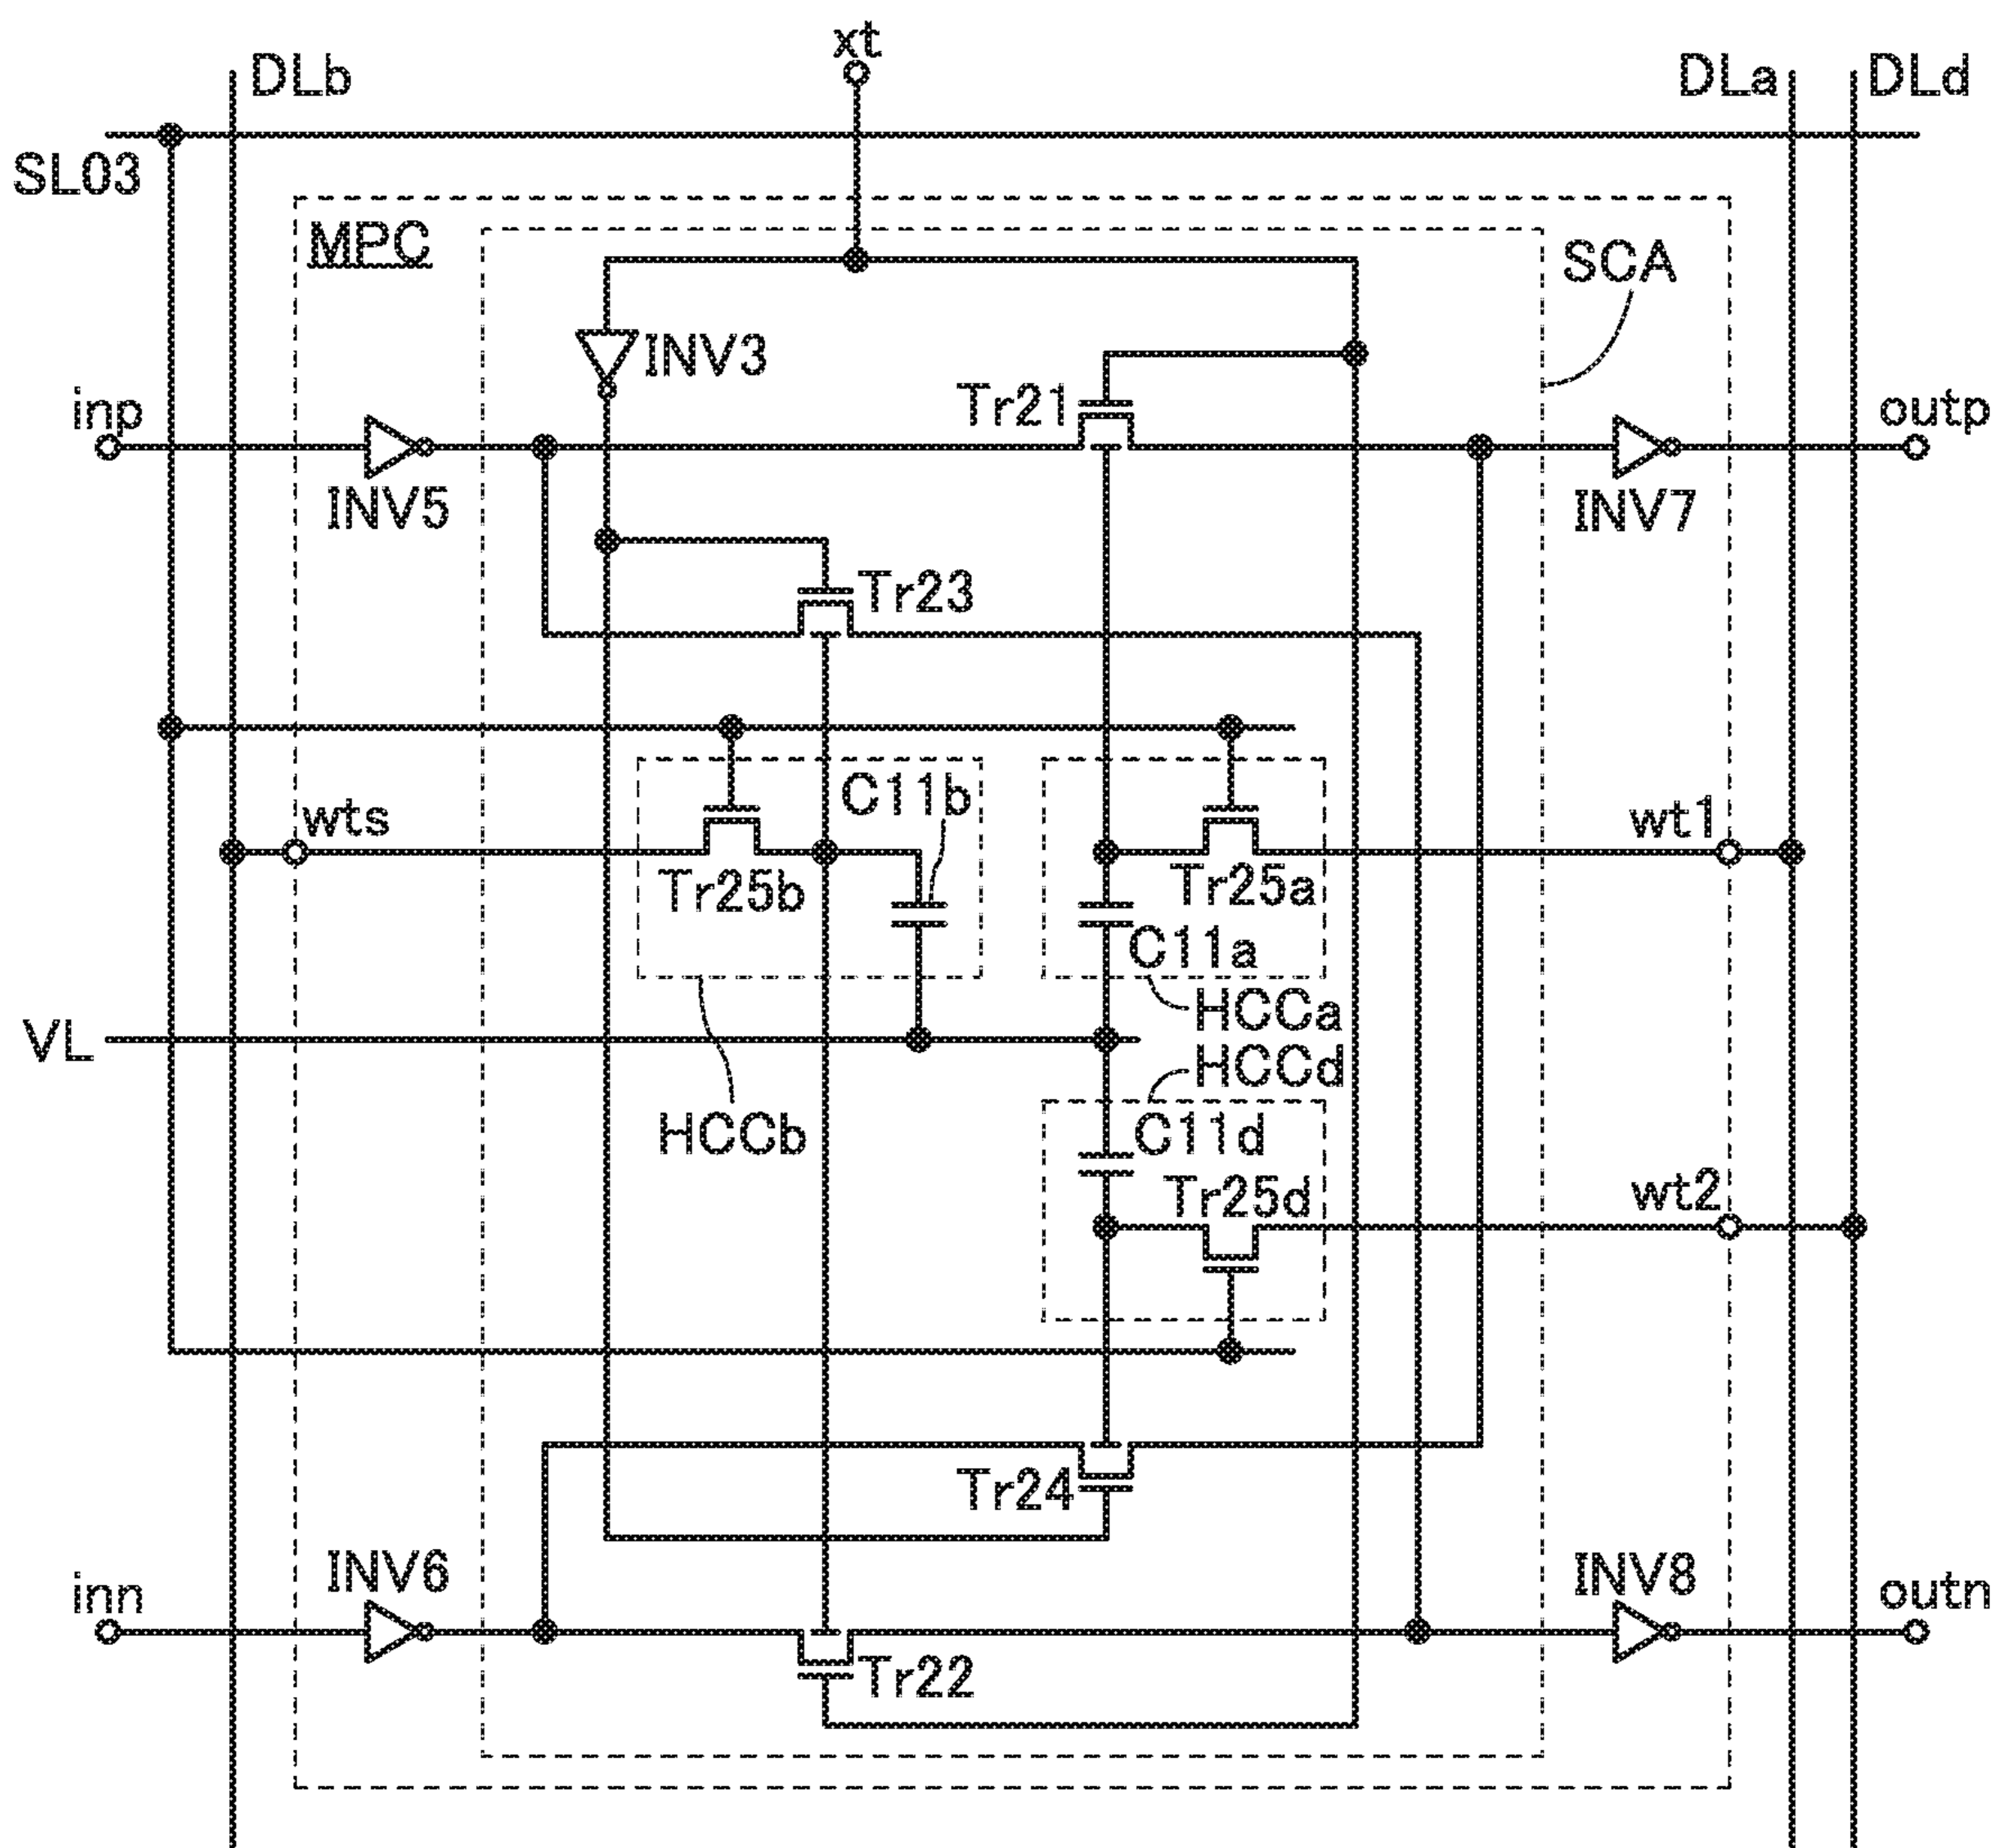 xt
DLb
DLa
DLd
SL03
MPC
SCA
INV3
Tr21
inp
outp
INV5
INV7
Tr23
C11b
wts
wt1
Tr25b
Tr25a
C11a
HCCa
VL
HCCd
HCCb
C11d
Tr25d
wt2
Tr24
INV6
INV8
inn
outn
Tr22